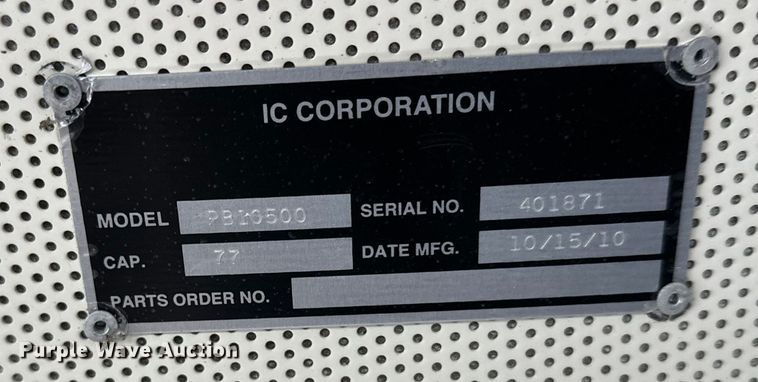 IC CORPORATION
MODEL PB10500 SERIAL NO. 401871
CAP. 77 DATE MFG. 10/15/10
PARTS ORDER NO.
Purple Wave Auction